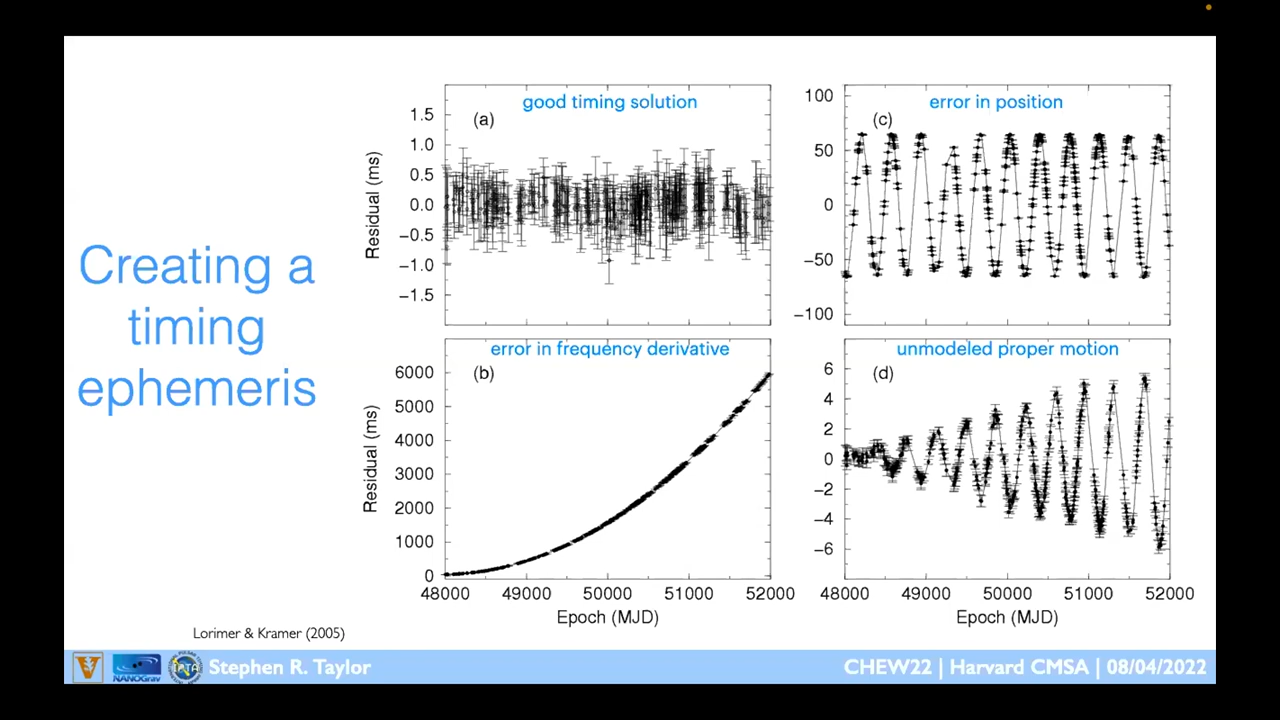 Creating a
timing
ephemeris
good timing solution
(a)
Residual (ms)
1.5
1.0
0.5
0.0
−0.5
−1.0
−1.5
error in position
(c)
100
50
0
−50
−100
error in frequency derivative
(b)
Residual (ms)
6000
5000
4000
3000
2000
1000
0
48000 49000 50000 51000 52000
Epoch (MJD)
unmodeled proper motion
(d)
6
4
2
0
−2
−4
−6
48000 49000 50000 51000 52000
Epoch (MJD)
Lorimer & Kramer (2005)
V NANOGrav IPTA Stephen R. Taylor
CHEW22 | Harvard CMSA | 08/04/2022